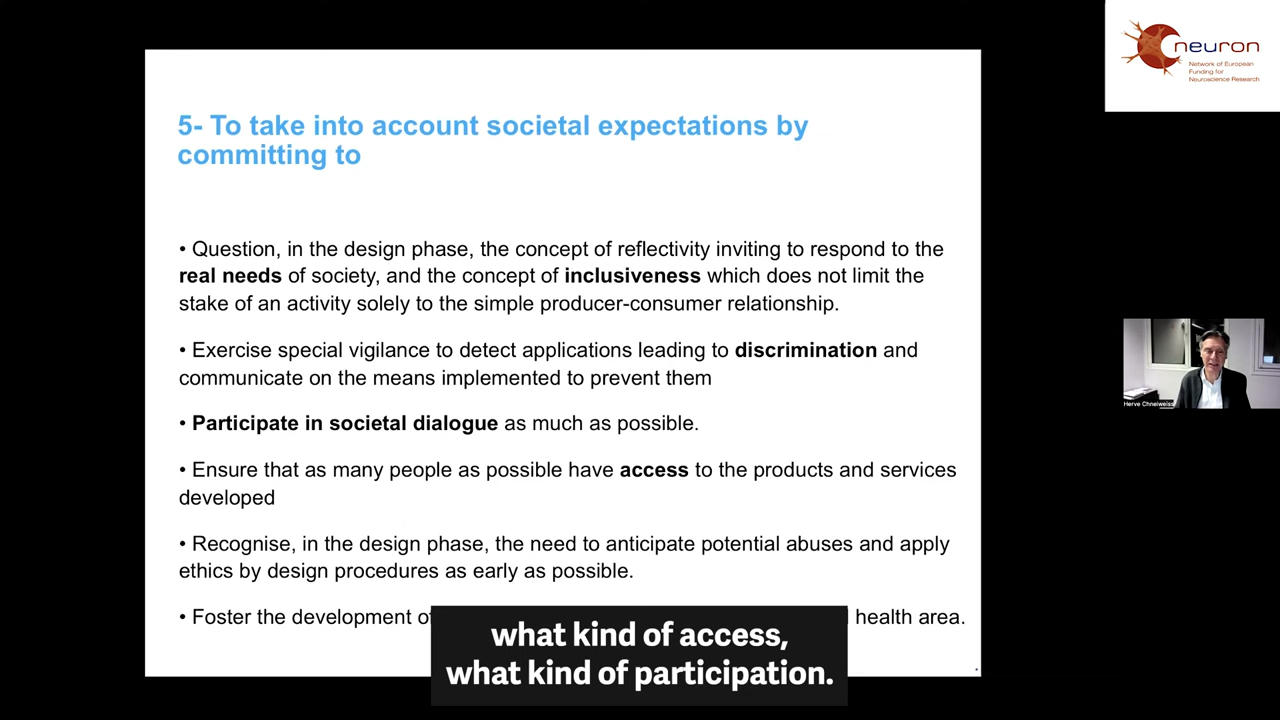 neuron
Network of European
Funding for
Neuroscience Research
5- To take into account societal expectations by
committing to
• Question, in the design phase, the concept of reflectivity inviting to respond to the
real needs of society, and the concept of inclusiveness which does not limit the
stake of an activity solely to the simple producer-consumer relationship.
• Exercise special vigilance to detect applications leading to discrimination and
communicate on the means implemented to prevent them
• Participate in societal dialogue as much as possible.
• Ensure that as many people as possible have access to the products and services
developed
• Recognise, in the design phase, the need to anticipate potential abuses and apply
ethics by design procedures as early as possible.
• Foster the development health area.
Herve Chneiweiss
what kind of access,
what kind of participation.